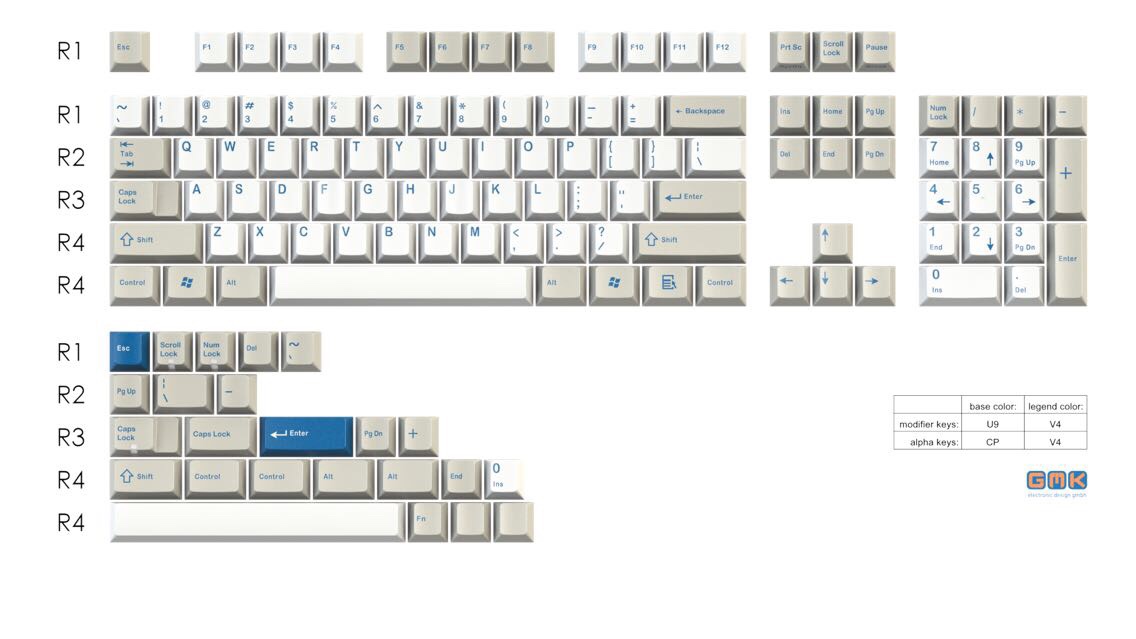 R1 Esc F1 F2 F3 F4 F5 F6 F7 F8 F9 F10 F11 F12 Prt Sc Scroll Lock Pause
R1 ~ ` ! 1 @ 2 # 3 $ 4 % 5 ^ 6 & 7 * 8 ( 9 ) 0 — - + = ← Backspace Ins Home Pg Up Num Lock / * −
R2 Tab Q W E R T Y U I O P { [ } ] ¦ \ Del End Pg Dn 7 Home 8 ↑ 9 Pg Up +
R3 Caps Lock A S D F G H J K L : ; " ' Enter 4 ← 5 6 →
R4 Shift Z X C V B N M < , > . ? / Shift ↑ 1 End 2 ↓ 3 Pg Dn Enter
R4 Control Alt Alt Control ← ↓ → 0 Ins . Del
R1 Esc Scroll Lock Num Lock Del ~ `
R2 Pg Up ¦ \ −
R3 Caps Lock Caps Lock Enter Pg Dn +
R4 Shift Control Control Alt Alt End 0 Ins
R4 Fn
base color: legend color:
modifier keys: U9 V4
alpha keys: CP V4
GMK
electronic design gmbh